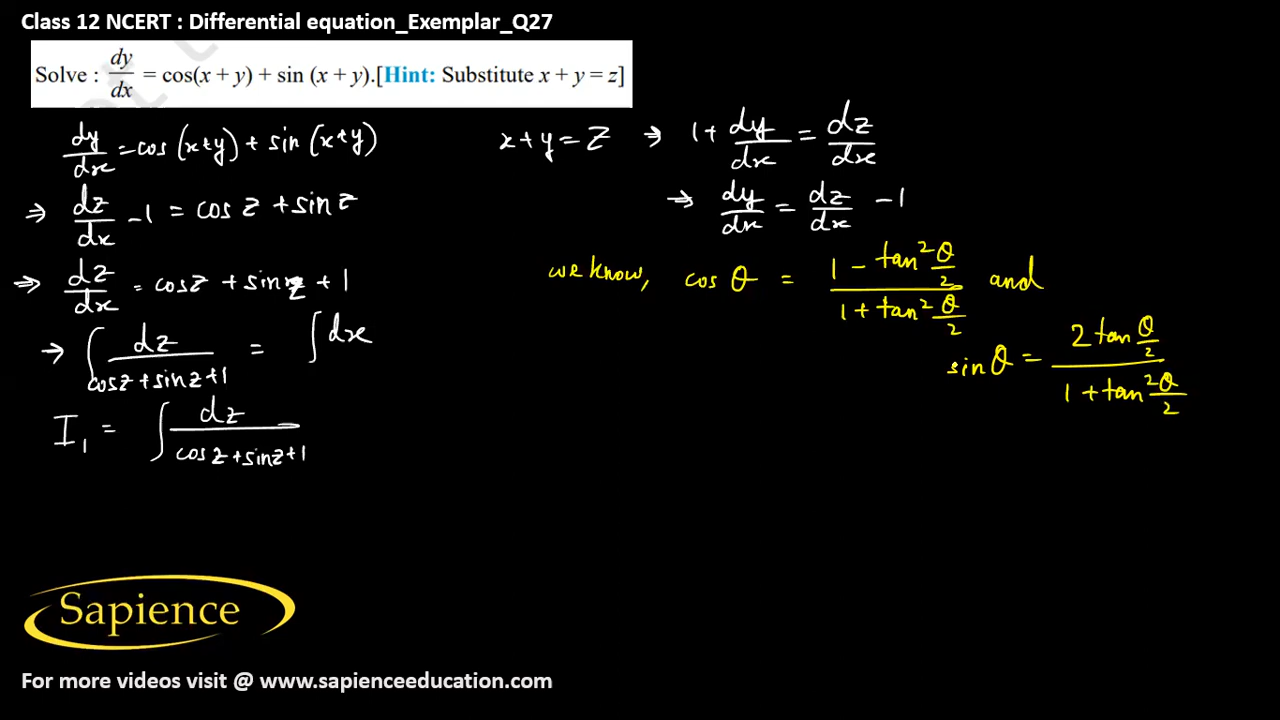 Class 12 NCERT : Differential equation_Exemplar_Q27
Solve : dy/dx = cos(x + y) + sin (x + y).[Hint: Substitute x + y = z]
dy/dx = cos (x+y) + sin (x+y)
x+y = z ⇒ 1 + dy/dx = dz/dx
⇒ dz/dx - 1 = cos z + sin z
⇒ dy/dx = dz/dx - 1
⇒ dz/dx = cos z + sin z + 1
we know, cos θ = (1 - tan² θ/2)/(1 + tan² θ/2) and
⇒ ∫ dz/(cos z + sin z + 1) = ∫ dx
sin θ = (2 tan θ/2)/(1 + tan² θ/2)
I₁ = ∫ dz/(cos z + sin z + 1)
Sapience
For more videos visit @ www.sapienceeducation.com